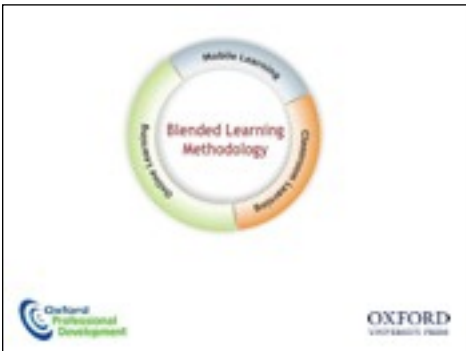 Mobile Learning
Blended Learning
Methodology
Online Learning
Classroom Learning
Oxford
Professional
Development
OXFORD
UNIVERSITY PRESS